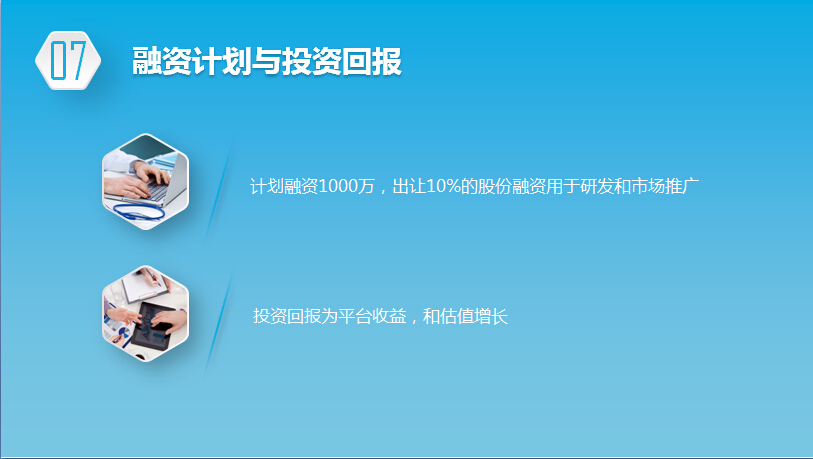 07
融资计划与投资回报
计划融资1000万，出让10%的股份融资用于研发和市场推广
投资回报为平台收益，和估值增长